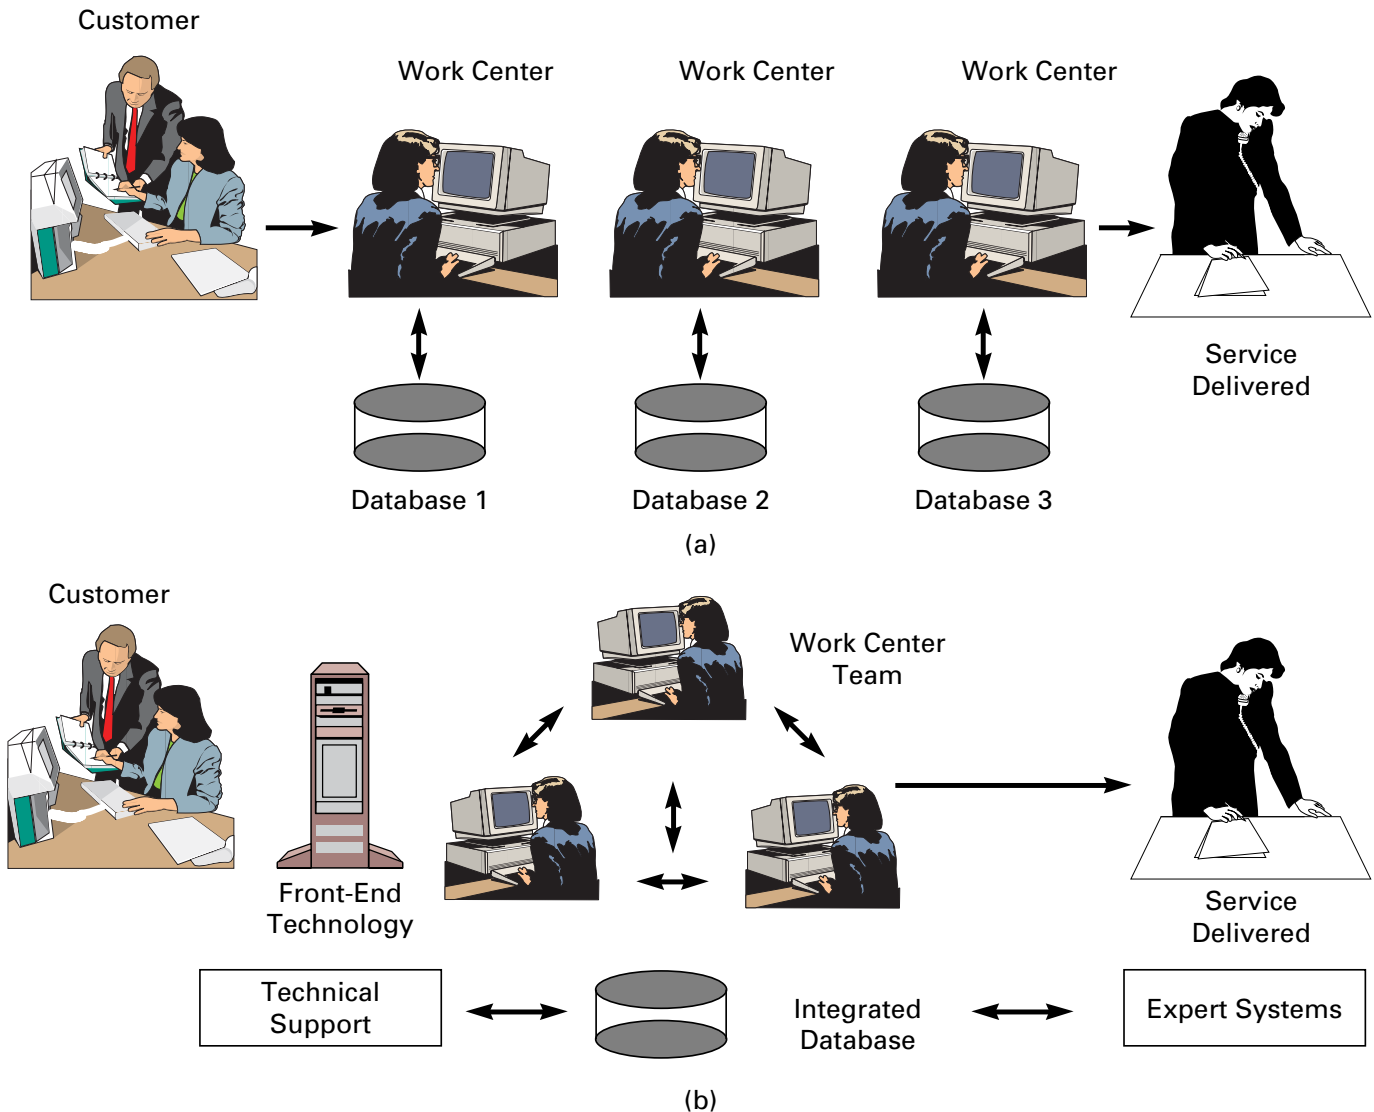 Customer
Work Center
Work Center
Work Center
Service
Delivered
Database 1
Database 2
Database 3
(a)
Customer
Work Center
Team
Front-End
Technology
Service
Delivered
Technical
Support
Integrated
Database
Expert Systems
(b)